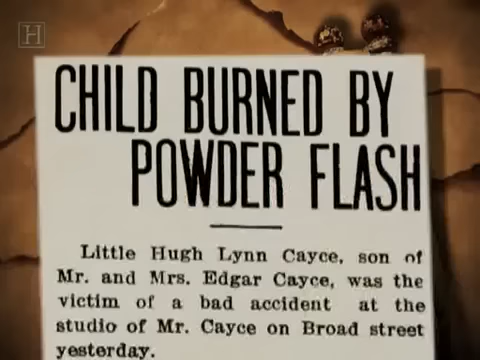 H
CHILD BURNED BY
POWDER FLASH
Little Hugh Lynn Cayce, son of
Mr. and Mrs. Edgar Cayce, was the
victim of a bad accident at the
studio of Mr. Cayce on Broad street
yesterday.